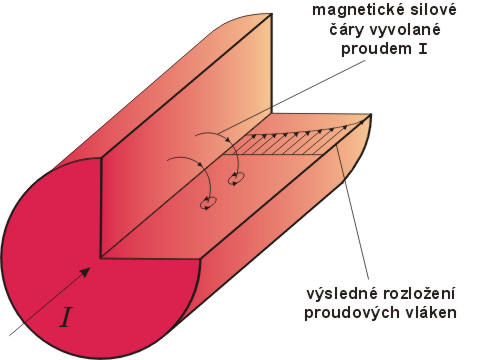 magnetické silové
čáry vyvolané
proudem I
výsledné rozložení
proudových vláken
I